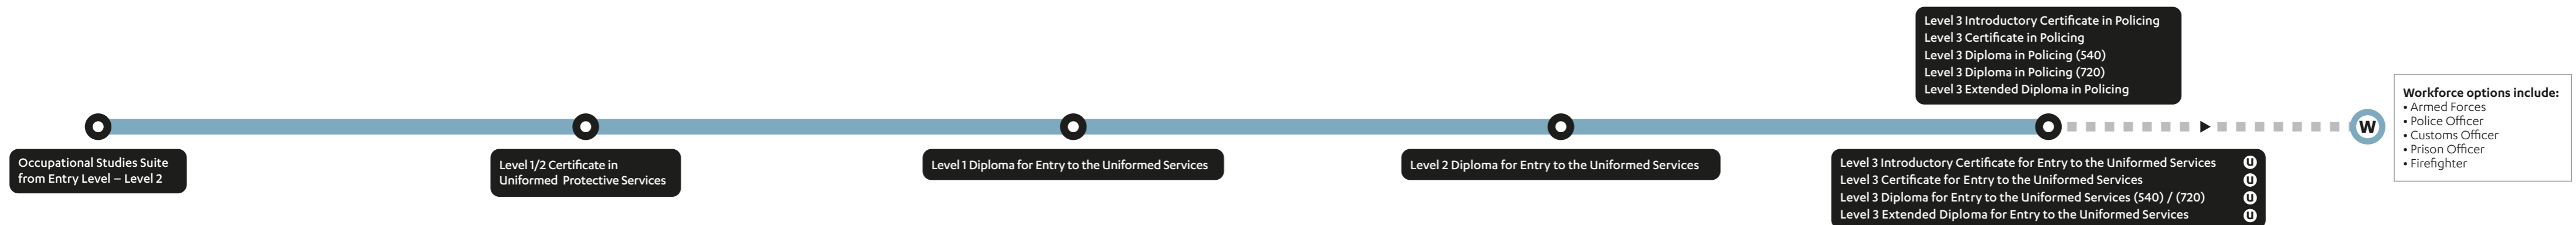 Occupational Studies Suite
from Entry Level – Level 2
Level 1/2 Certificate in
Uniformed Protective Services
Level 1 Diploma for Entry to the Uniformed Services
Level 2 Diploma for Entry to the Uniformed Services
Level 3 Introductory Certificate in Policing
Level 3 Certificate in Policing
Level 3 Diploma in Policing (540)
Level 3 Diploma in Policing (720)
Level 3 Extended Diploma in Policing
Level 3 Introductory Certificate for Entry to the Uniformed Services U
Level 3 Certificate for Entry to the Uniformed Services U
Level 3 Diploma for Entry to the Uniformed Services (540) / (720) U
Level 3 Extended Diploma for Entry to the Uniformed Services U
W
Workforce options include:
• Armed Forces
• Police Officer
• Customs Officer
• Prison Officer
• Firefighter